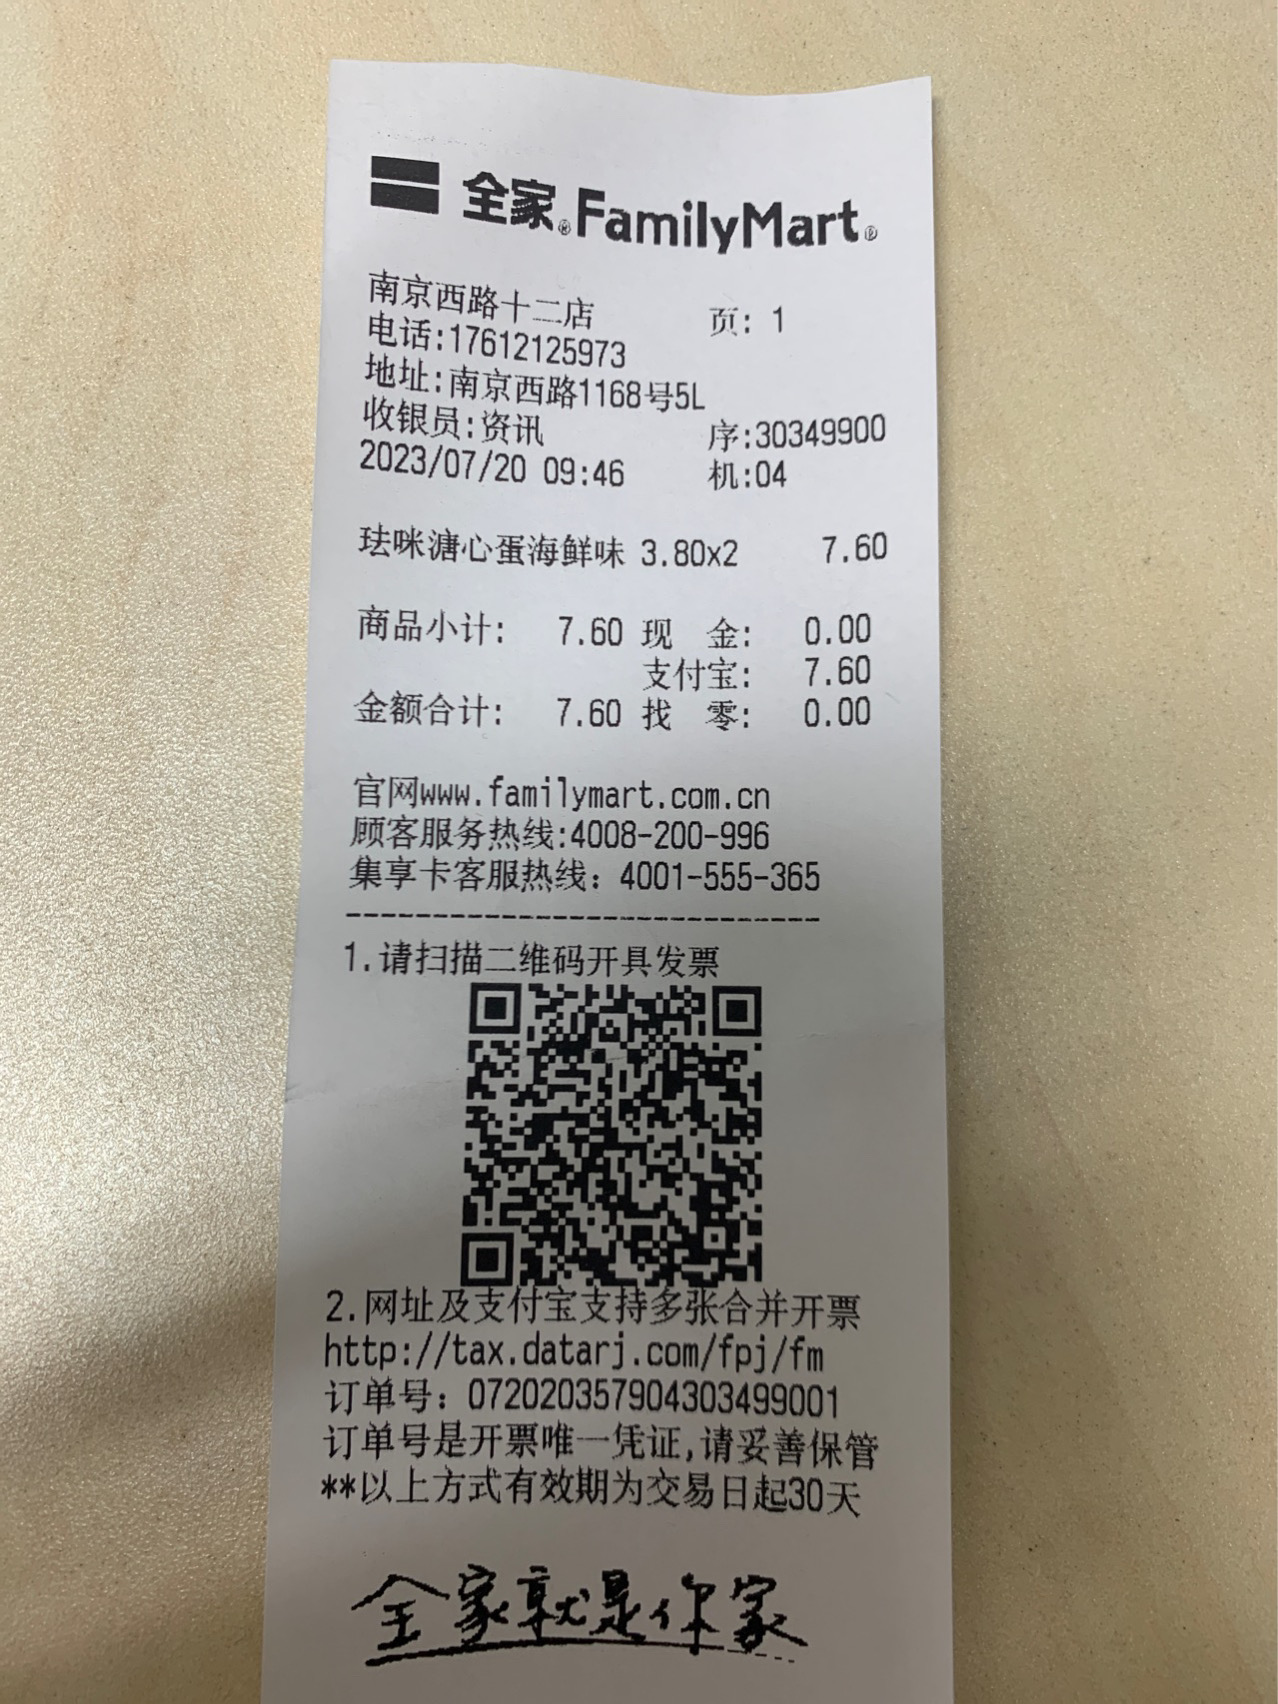 全家® FamilyMart®
南京西路十二店 页: 1
电话:17612125973
地址:南京西路1168号5L
收银员:资讯 序:30349900
2023/07/20 09:46 机:04
珐咪溏心蛋海鲜味 3.80x2 7.60
商品小计: 7.60 现 金: 0.00
支付宝: 7.60
金额合计: 7.60 找 零: 0.00
官网www.familymart.com.cn
顾客服务热线:4008-200-996
集享卡客服热线：4001-555-365
----------------------------
1.请扫描二维码开具发票
2.网址及支付宝支持多张合并开票
http://tax.datarj.com/fpj/fm
订单号：072020357904303499001
订单号是开票唯一凭证,请妥善保管
**以上方式有效期为交易日起30天
全家就是你家